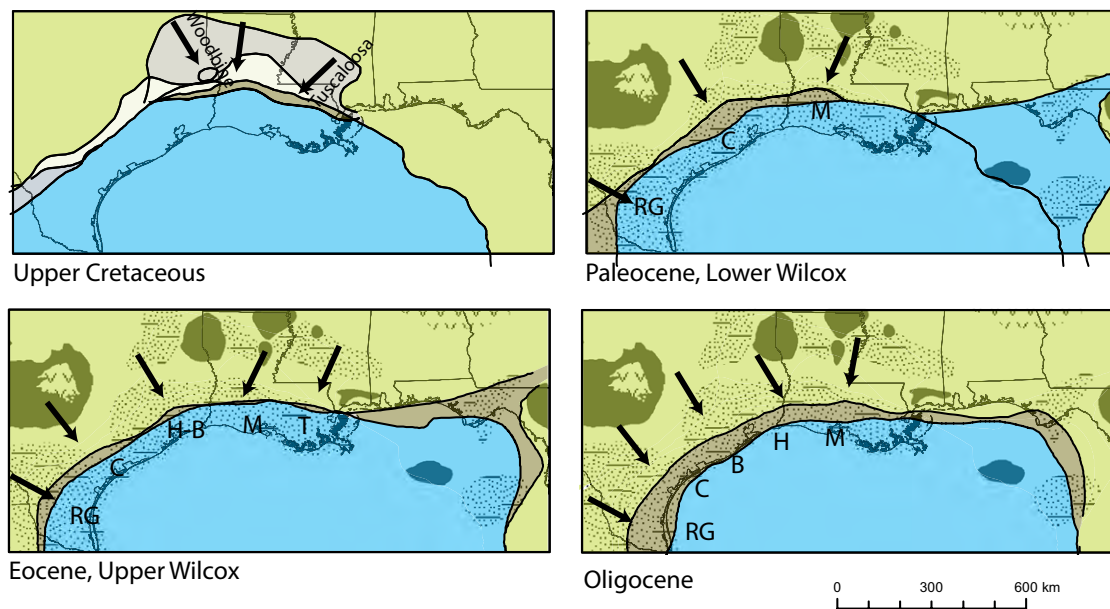 Woodbine
Tuscaloosa
Upper Cretaceous
M
C
RG
Paleocene, Lower Wilcox
H-B
M
T
C
RG
Eocene, Upper Wilcox
H
M
B
C
RG
Oligocene
0 300 600 km